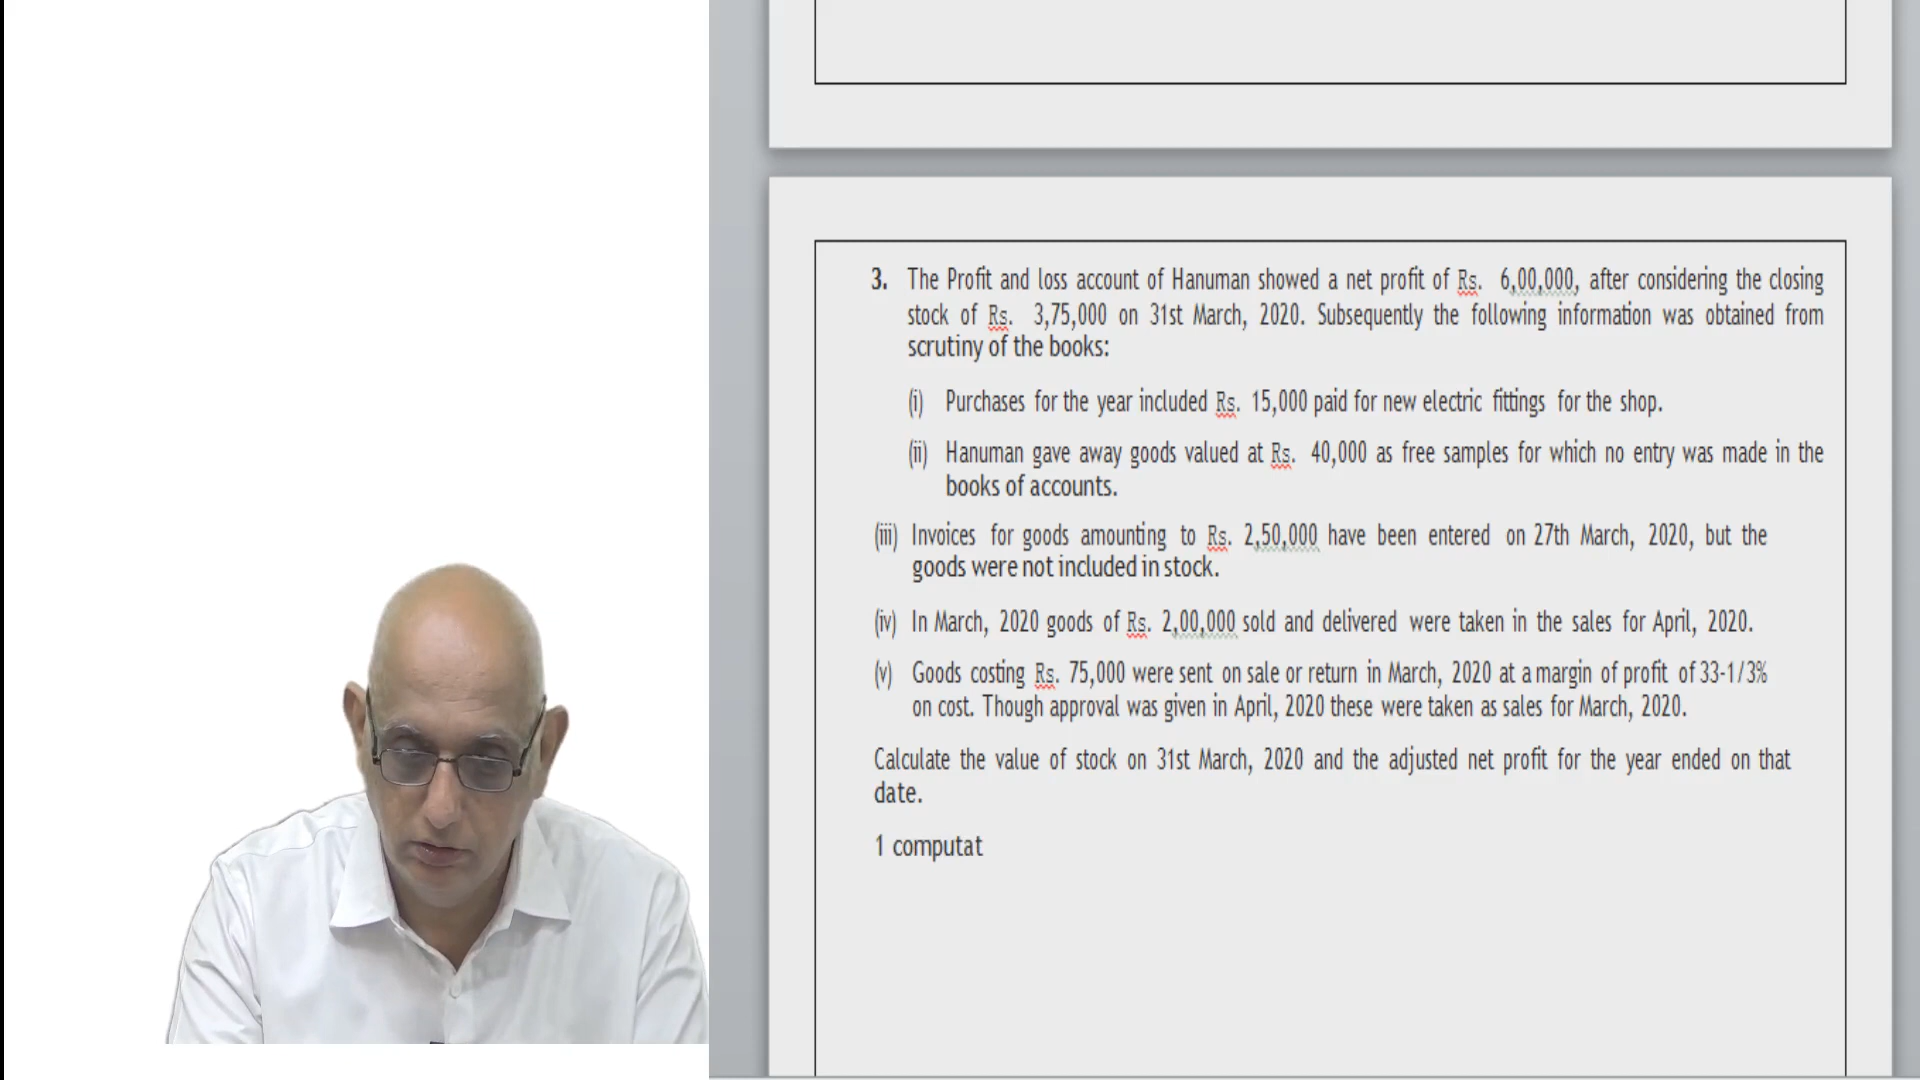 3. The Profit and loss account of Hanuman showed a net profit of Rs. 6,00,000, after considering the closing
stock of Rs. 3,75,000 on 31st March, 2020. Subsequently the following information was obtained from
scrutiny of the books:
(i) Purchases for the year included Rs. 15,000 paid for new electric fittings for the shop.
(ii) Hanuman gave away goods valued at Rs. 40,000 as free samples for which no entry was made in the
books of accounts.
(iii) Invoices for goods amounting to Rs. 2,50,000 have been entered on 27th March, 2020, but the
goods were not included in stock.
(iv) In March, 2020 goods of Rs. 2,00,000 sold and delivered were taken in the sales for April, 2020.
(v) Goods costing Rs. 75,000 were sent on sale or return in March, 2020 at a margin of profit of 33-1/3%
on cost. Though approval was given in April, 2020 these were taken as sales for March, 2020.
Calculate the value of stock on 31st March, 2020 and the adjusted net profit for the year ended on that
date.
1 computat